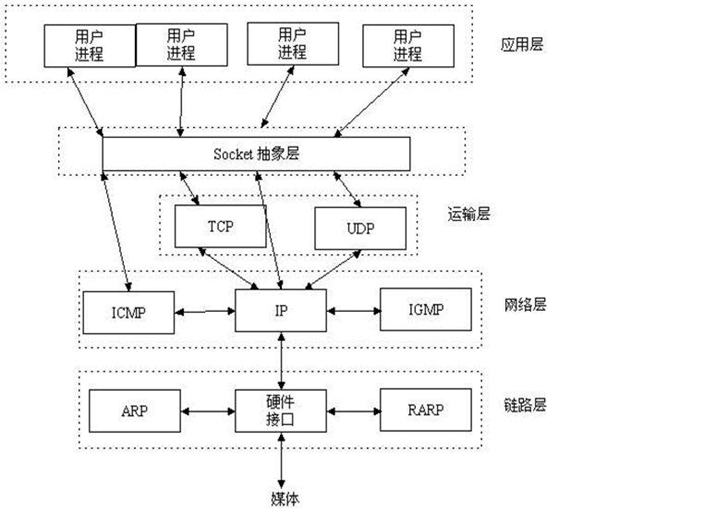 用户 用户 用户 用户
进程 进程 进程 进程
应用层
Socket 抽象层
TCP
UDP
运输层
ICMP
IP
IGMP
网络层
ARP
硬件
接口
RARP
链路层
媒体